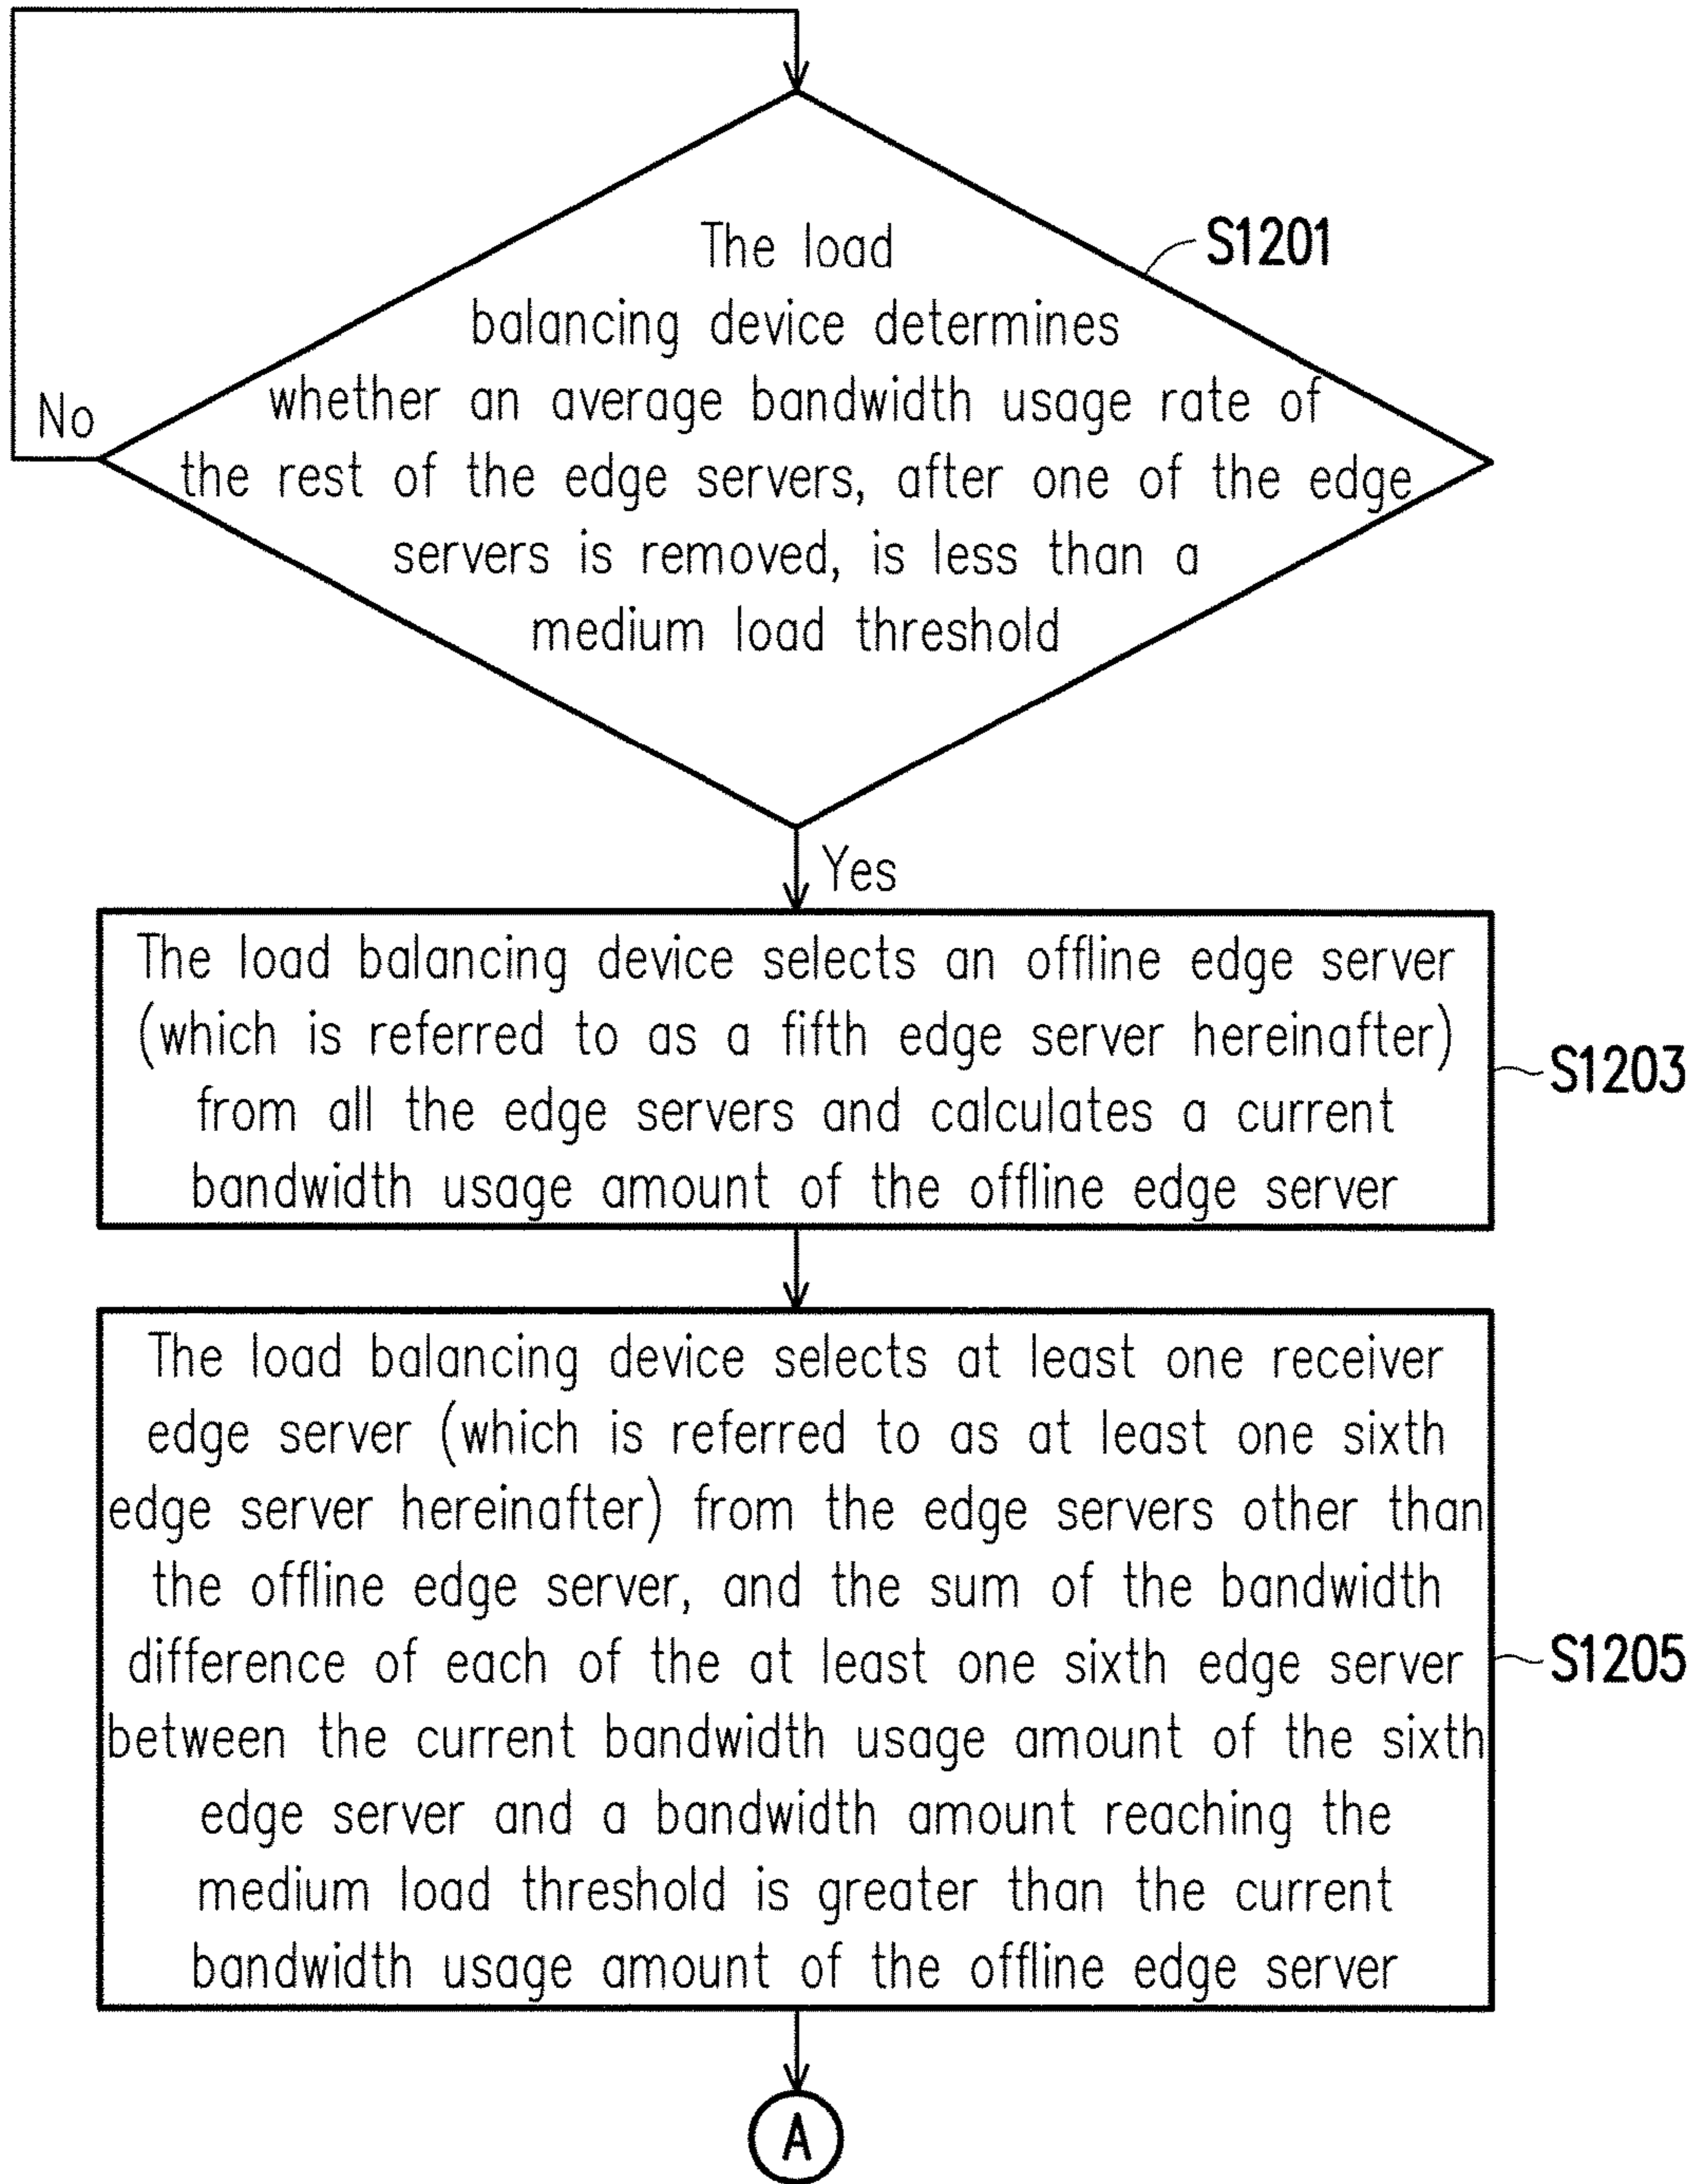 The load
balancing device determines
whether an average bandwidth usage rate of
the rest of the edge servers, after one of the edge
servers is removed, is less than a
medium load threshold
S1201
No
Yes
The load balancing device selects an offline edge server
(which is referred to as a fifth edge server hereinafter)
from all the edge servers and calculates a current
bandwidth usage amount of the offline edge server
S1203
The load balancing device selects at least one receiver
edge server (which is referred to as at least one sixth
edge server hereinafter) from the edge servers other than
the offline edge server, and the sum of the bandwidth
difference of each of the at least one sixth edge server
between the current bandwidth usage amount of the sixth
edge server and a bandwidth amount reaching the
medium load threshold is greater than the current
bandwidth usage amount of the offline edge server
S1205
A